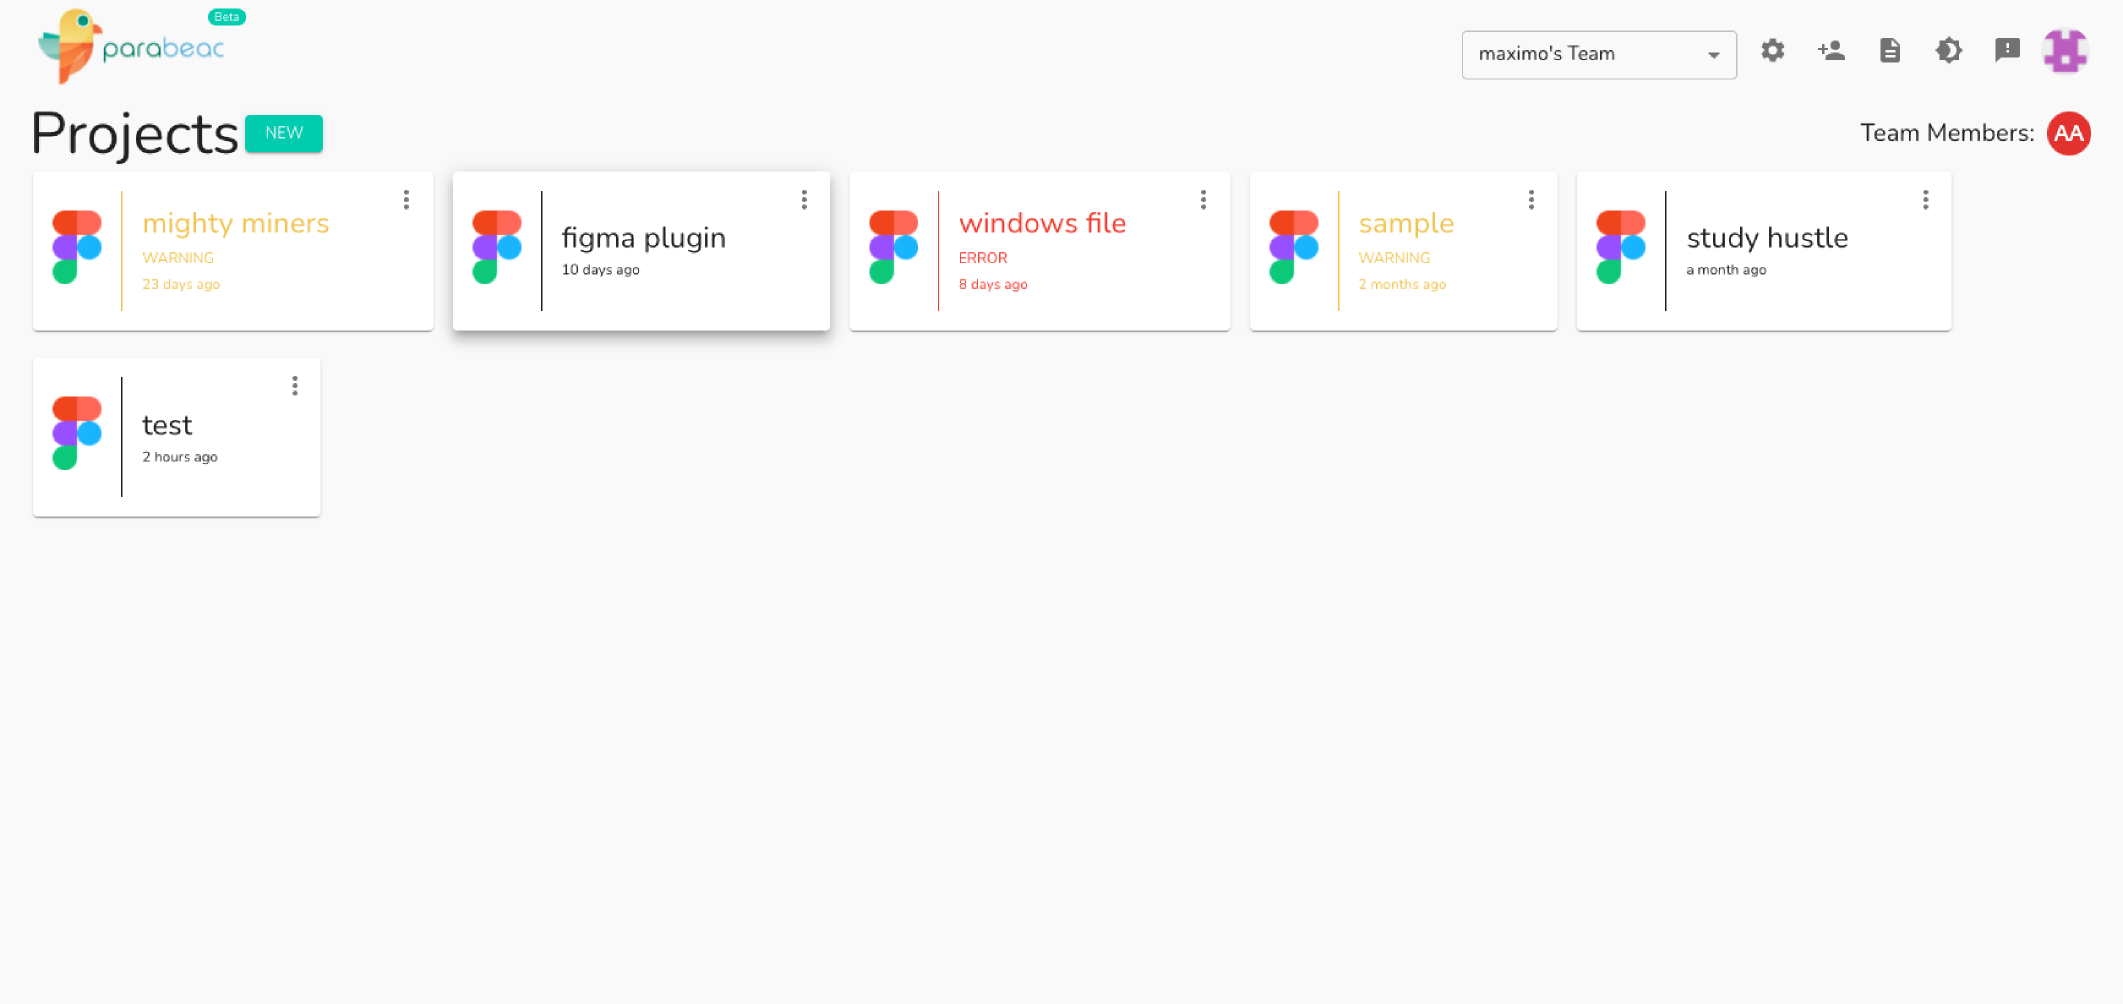 Beta
parabeac
maximo's Team
Projects
NEW
Team Members:
AA
mighty miners
WARNING
23 days ago
figma plugin
10 days ago
windows file
ERROR
8 days ago
sample
WARNING
2 months ago
study hustle
a month ago
test
2 hours ago